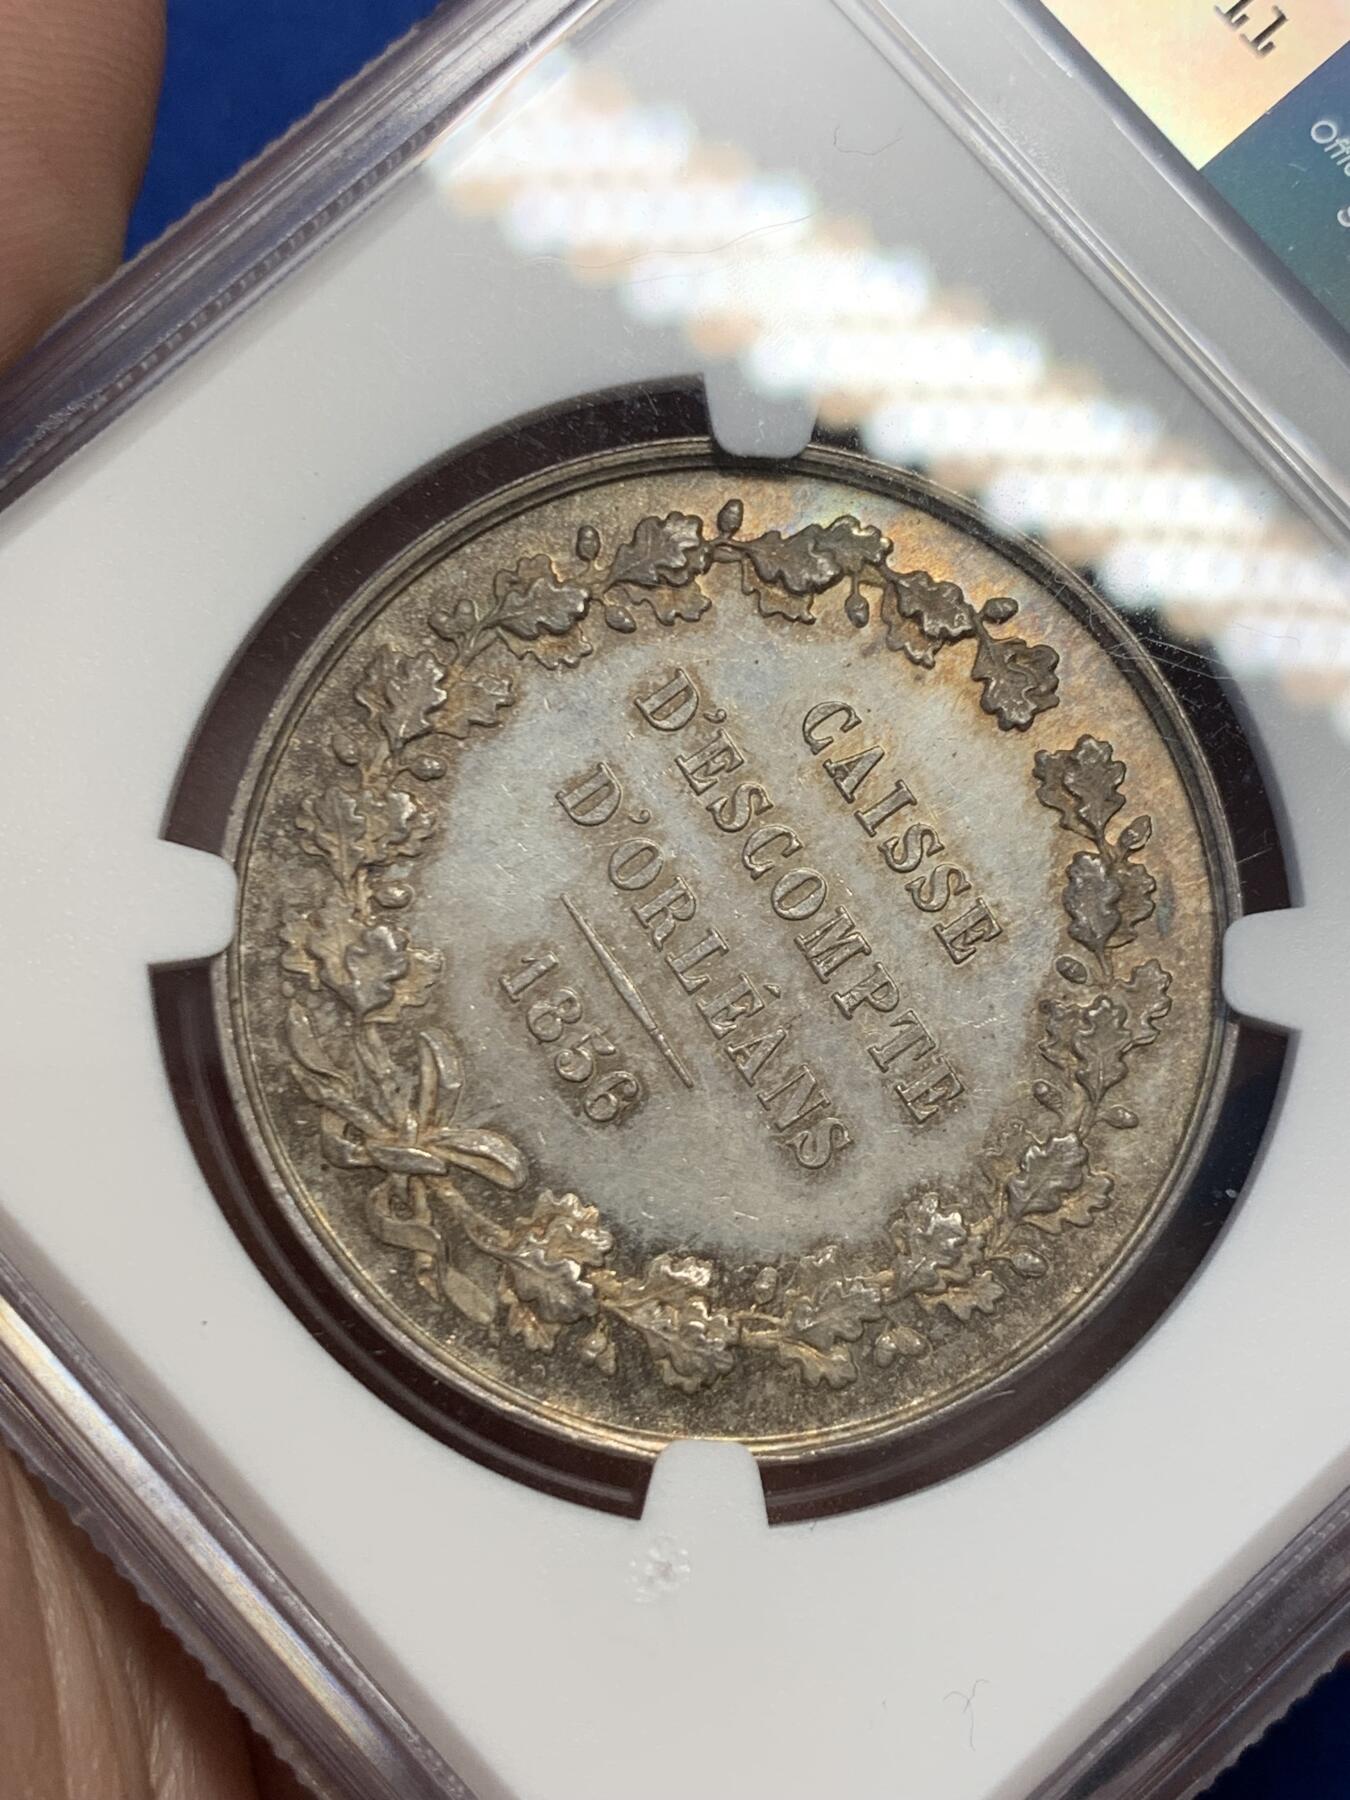 CAISSE
D'ESCOMPTE
D'ORLÉANS
1856